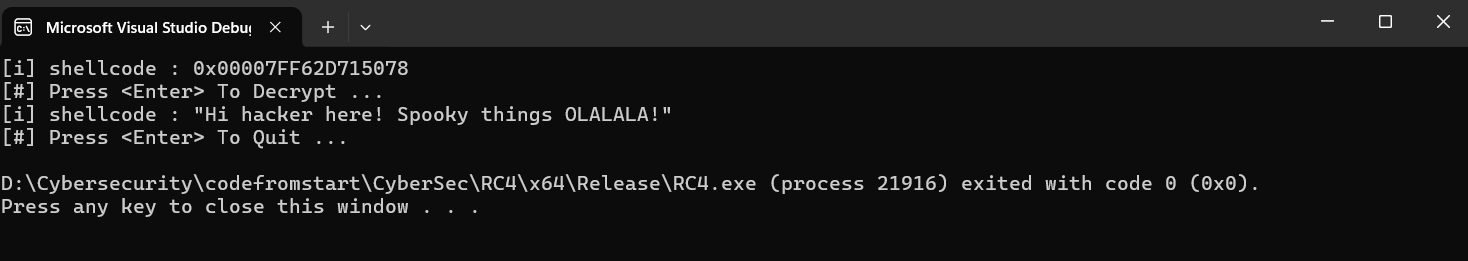 Microsoft Visual Studio Debug
[i] shellcode : 0x00007FF62D715078
[#] Press <Enter> To Decrypt ...
[i] shellcode : "Hi hacker here! Spooky things OLALALA!"
[#] Press <Enter> To Quit ...
D:\Cybersecurity\codefromstart\CyberSec\RC4\x64\Release\RC4.exe (process 21916) exited with code 0 (0x0).
Press any key to close this window . . .